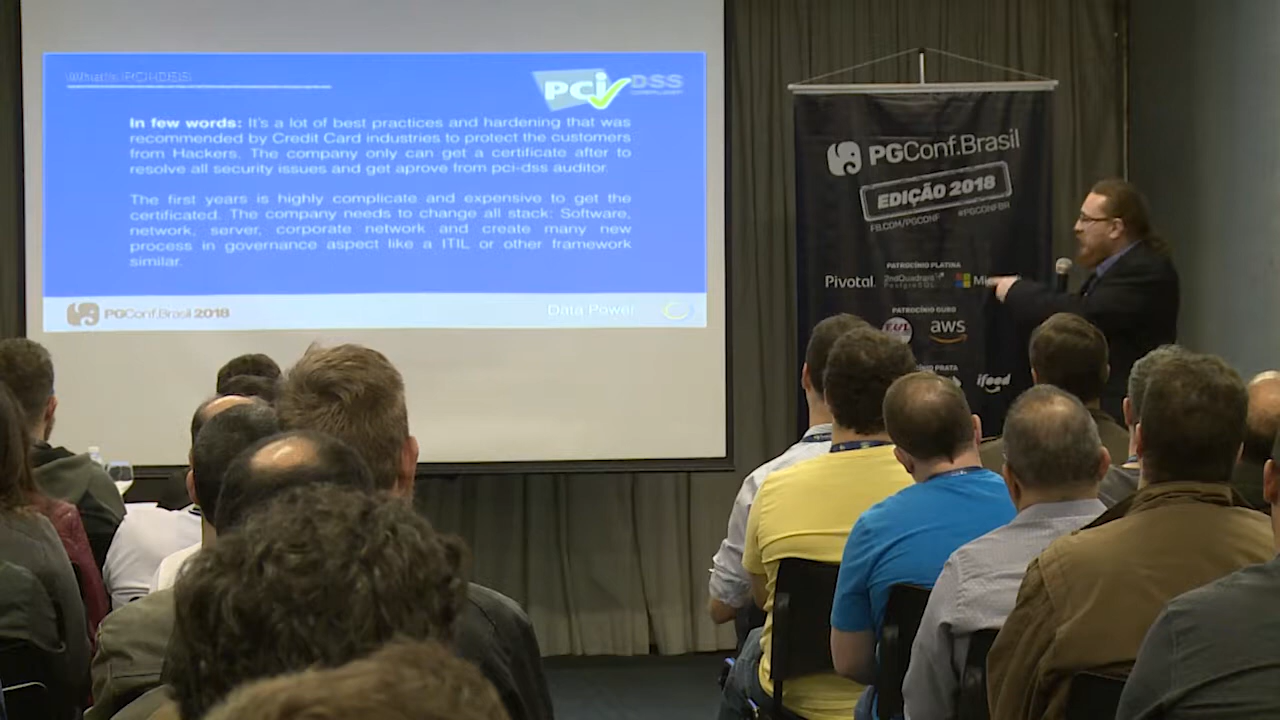 What's PCI-DSS
PCI DSS
In few words: It's a lot of best practices and hardening that was
recommended by Credit Card industries to protect the customers
from Hackers. The company only can get a certificate after to
resolve all security issues and get aprove from pci-dss auditor.
The first years is highly complicate and expensive to get the
certificated. The company needs to change all stack: Software,
network, server, corporate network and create many new
process in governance aspect like a ITIL or other framework
similar.
PGConf.Brasil 2018
Data Power
PGConf.Brasil
EDIÇÃO 2018
FB.COM/PGCONF #PGCONFBR
PATROCÍNIO PLATINA
Pivotal 2ndQuadrant PostgreSQL
PATROCÍNIO OURO
aws
ifood